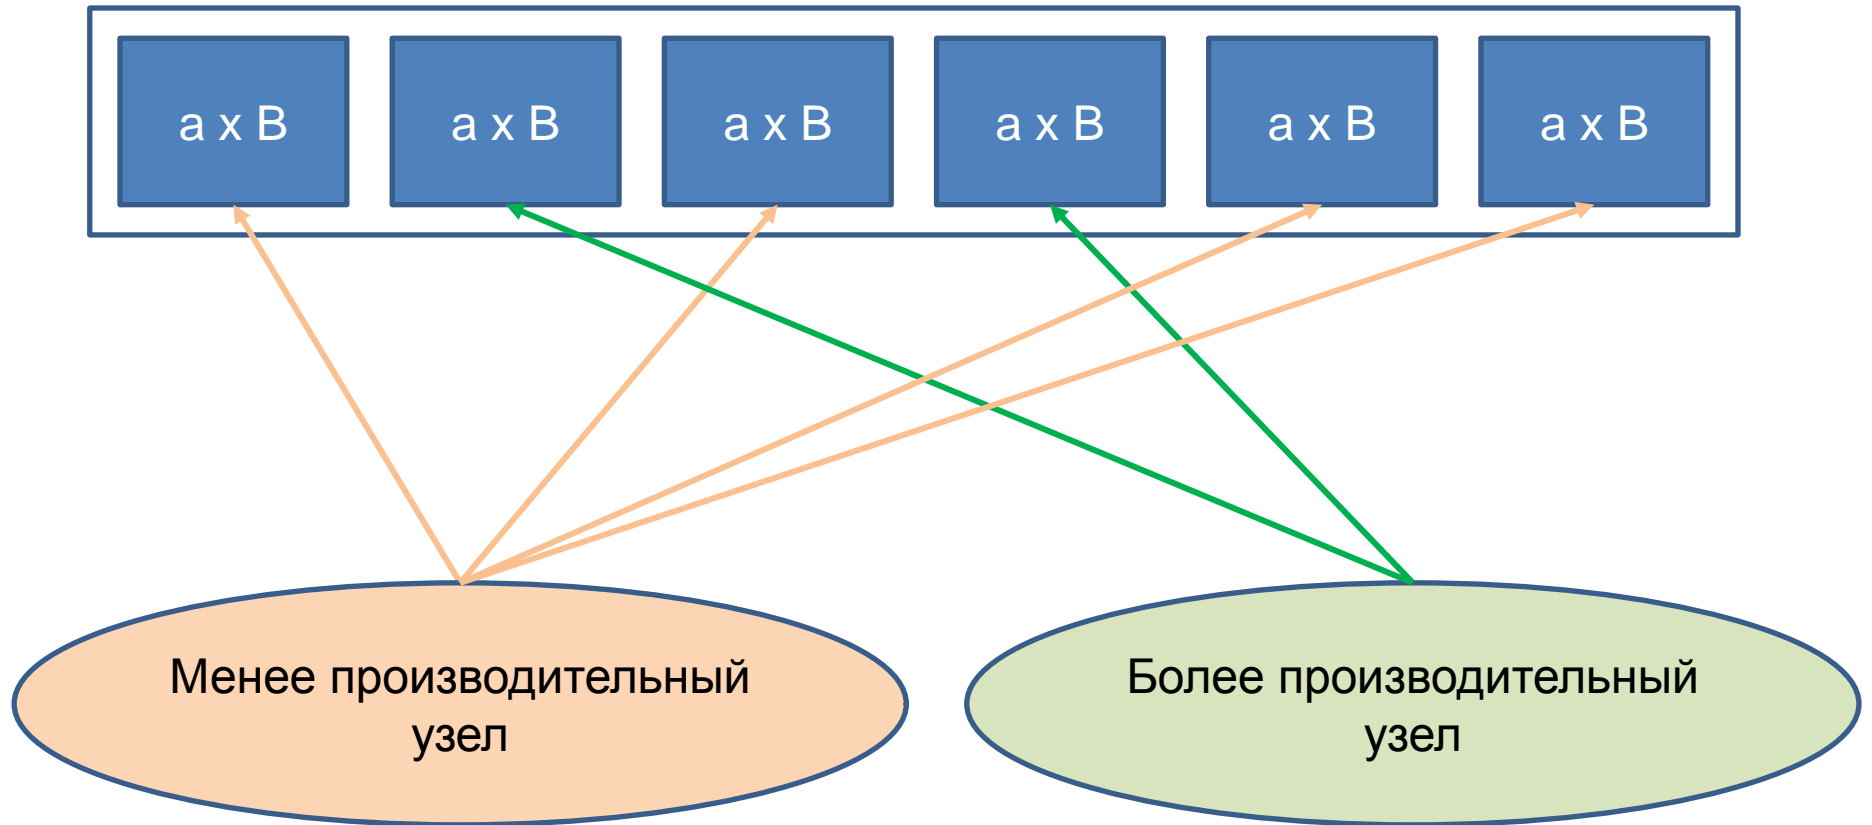 a x B
a x B
a x B
a x B
a x B
a x B
Менее производительный
узел
Более производительный
узел